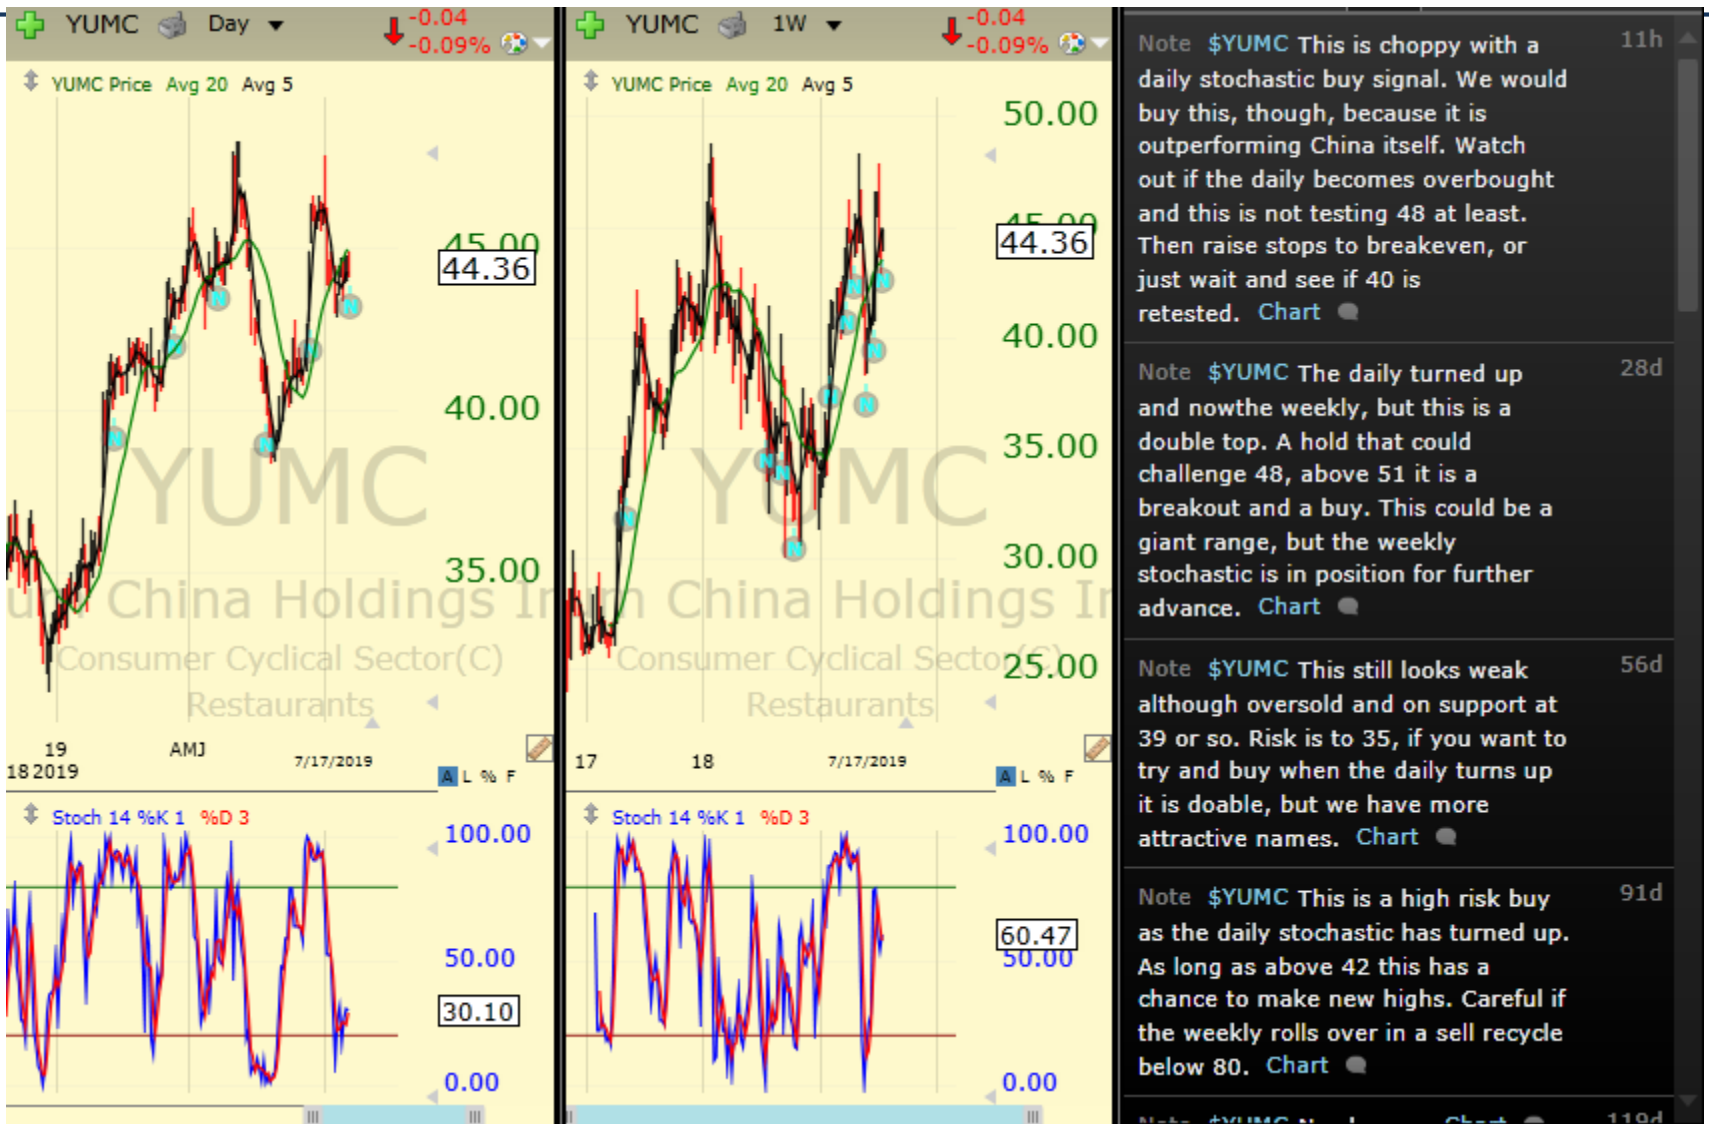 YUMC Day
-0.04
-0.09%
YUMC Price Avg 20 Avg 5
45.00
44.36
40.00
YUMC
35.00
China Holdings
Consumer Cyclical Sector(C)
Restaurants
19
AMJ
7/17/2019
18 2019
A L % F
Stoch 14 %K 1 %D 3
100.00
50.00
30.10
0.00
YUMC 1W
-0.04
-0.09%
YUMC Price Avg 20 Avg 5
50.00
45.00
44.36
40.00
35.00
YUMC
30.00
China Holdings
Consumer Cyclical Sector(C)
25.00
Restaurants
17
18
7/17/2019
A L % F
Stoch 14 %K 1 %D 3
100.00
60.47
50.00
0.00
Note $YUMC This is choppy with a 11h
daily stochastic buy signal. We would
buy this, though, because it is
outperforming China itself. Watch
out if the daily becomes overbought
and this is not testing 48 at least.
Then raise stops to breakeven, or
just wait and see if 40 is
retested. Chart
Note $YUMC The daily turned up 28d
and nowthe weekly, but this is a
double top. A hold that could
challenge 48, above 51 it is a
breakout and a buy. This could be a
giant range, but the weekly
stochastic is in position for further
advance. Chart
Note $YUMC This still looks weak 56d
although oversold and on support at
39 or so. Risk is to 35, if you want to
try and buy when the daily turns up
it is doable, but we have more
attractive names. Chart
Note $YUMC This is a high risk buy 91d
as the daily stochastic has turned up.
As long as above 42 this has a
chance to make new highs. Careful if
the weekly rolls over in a sell recycle
below 80. Chart
Note $YUMC Chart 119d